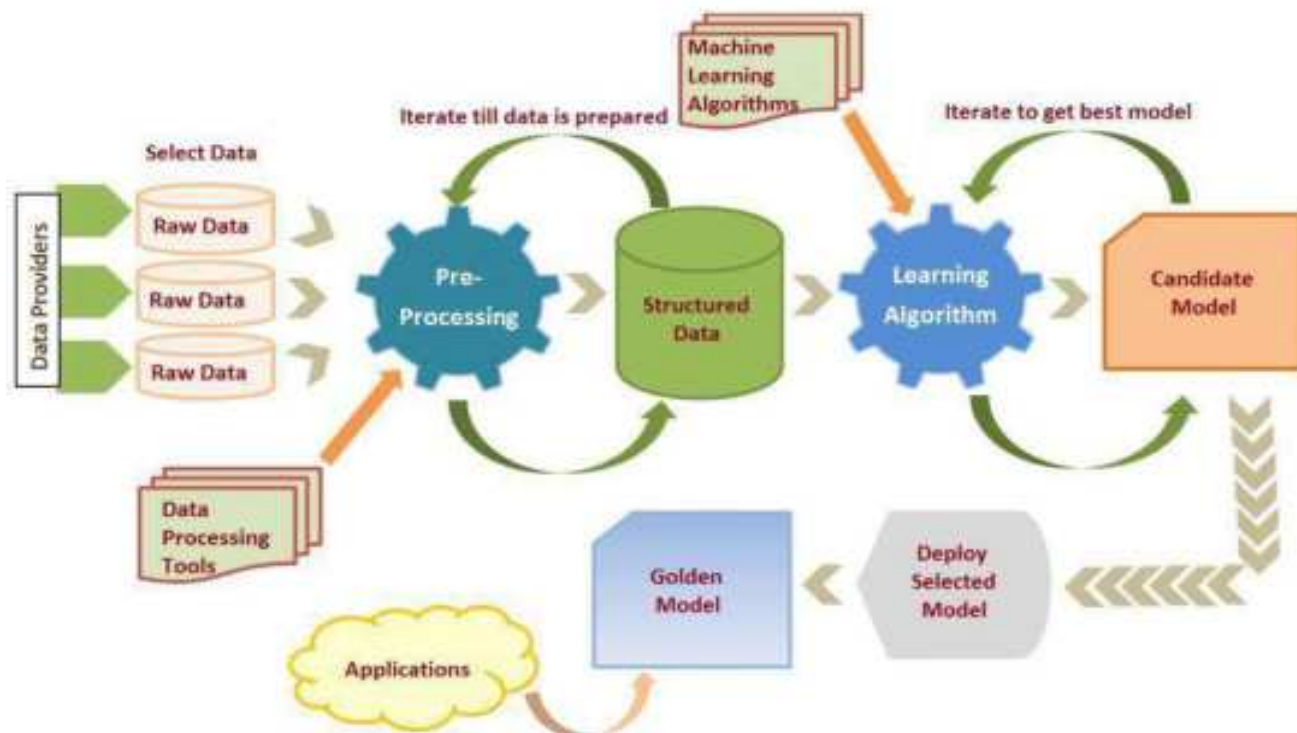 Machine
Learning
Algorithms
Iterate till data is prepared
Iterate to get best model
Select Data
Data Providers
Raw Data
Raw Data
Raw Data
Pre-
Processing
Structured
Data
Learning
Algorithm
Candidate
Model
Data
Processing
Tools
Golden
Model
Deploy
Selected
Model
Applications